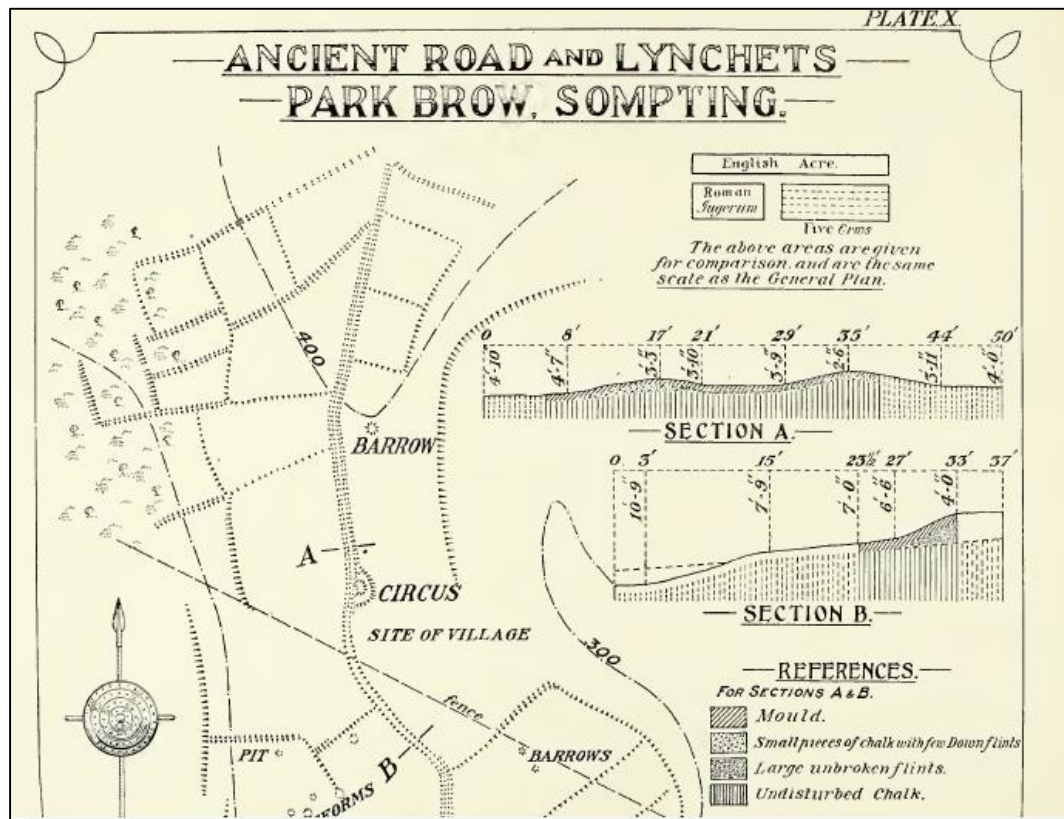 PLATE X.
ANCIENT ROAD AND LYNCHETS
PARK BROW, SOMPTING.
English Acre.
Roman
Jugerum
Five Crws
The above areas are given
for comparison, and are the same
scale as the General Plan.
400
BARROW
0 8' 17' 21' 29' 35' 44' 50'
4'-10" 4'-7" 3'-3" 3'-10" 3'-9" 2'-6" 3'-11" 4'-0"
SECTION A.
0 3' 15' 23½' 27' 33' 37'
10'-9" 7'-9" 7'-0" 6'-6" 4'-0"
SECTION B.
A
CIRCUS
SITE OF VILLAGE
300
fence
REFERENCES.
FOR SECTIONS A & B.
Mould.
Small pieces of chalk with few Down flints
Large unbroken flints.
Undisturbed Chalk.
PIT
B
BARROWS